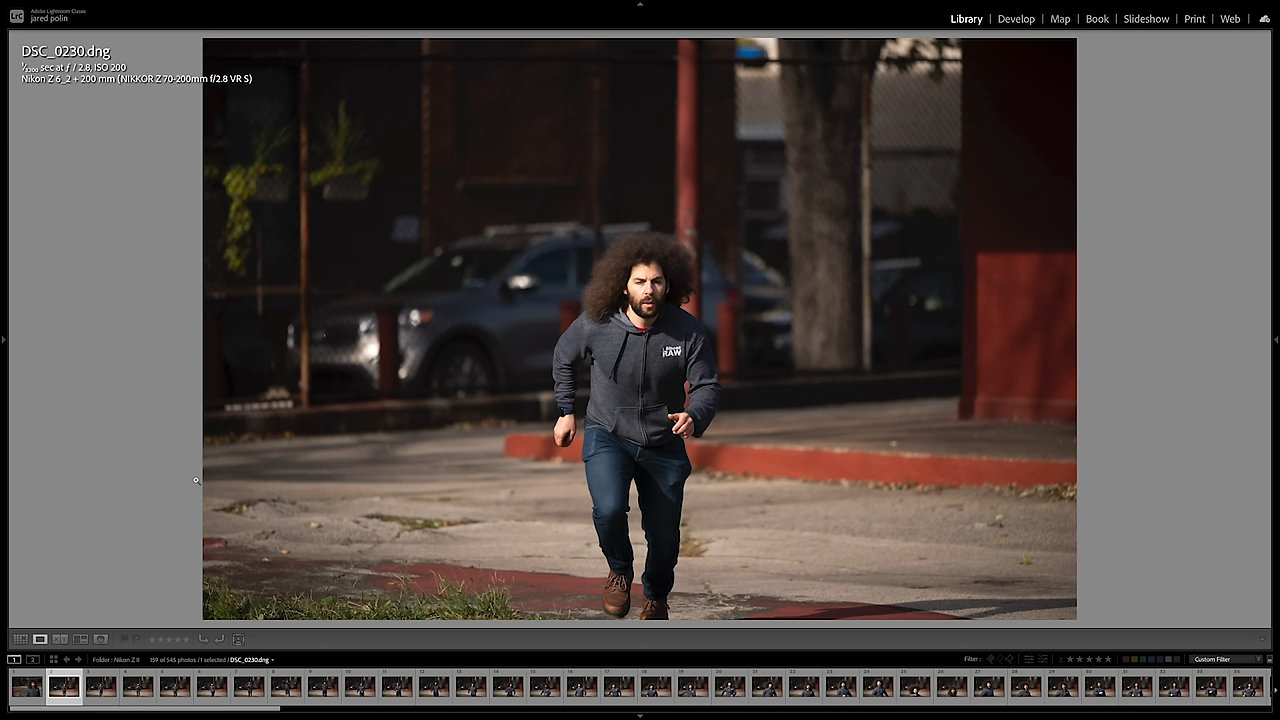 LrC
Adobe Lightroom Classic
jared polin
Library | Develop | Map | Book | Slideshow | Print | Web
DSC_0230.dng
sec at ƒ / 2.8, ISO 200
Nikon Z 6_2 + 200 mm (NIKKOR Z 70-200mm f/2.8 VR S)
RAW
1 2 Folder : Nikon Z II 159 of 545 photos / 1 selected / DSC_0230.dng Filter : Custom Filter